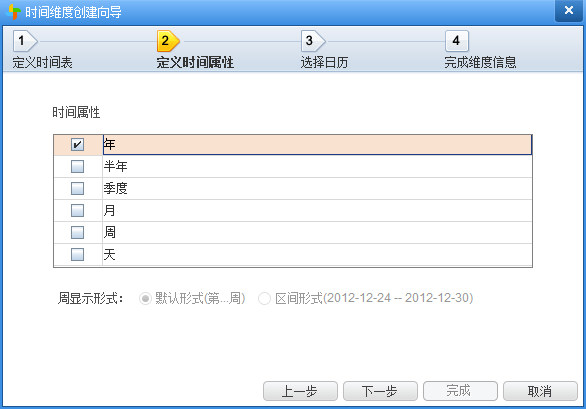 时间维度创建向导
1 2 3 4
定义时间表 定义时间属性 选择日历 完成维度信息
时间属性
年
半年
季度
月
周
天
周显示形式： 默认形式(第...周) 区间形式(2012-12-24 -- 2012-12-30)
上一步 下一步 完成 取消